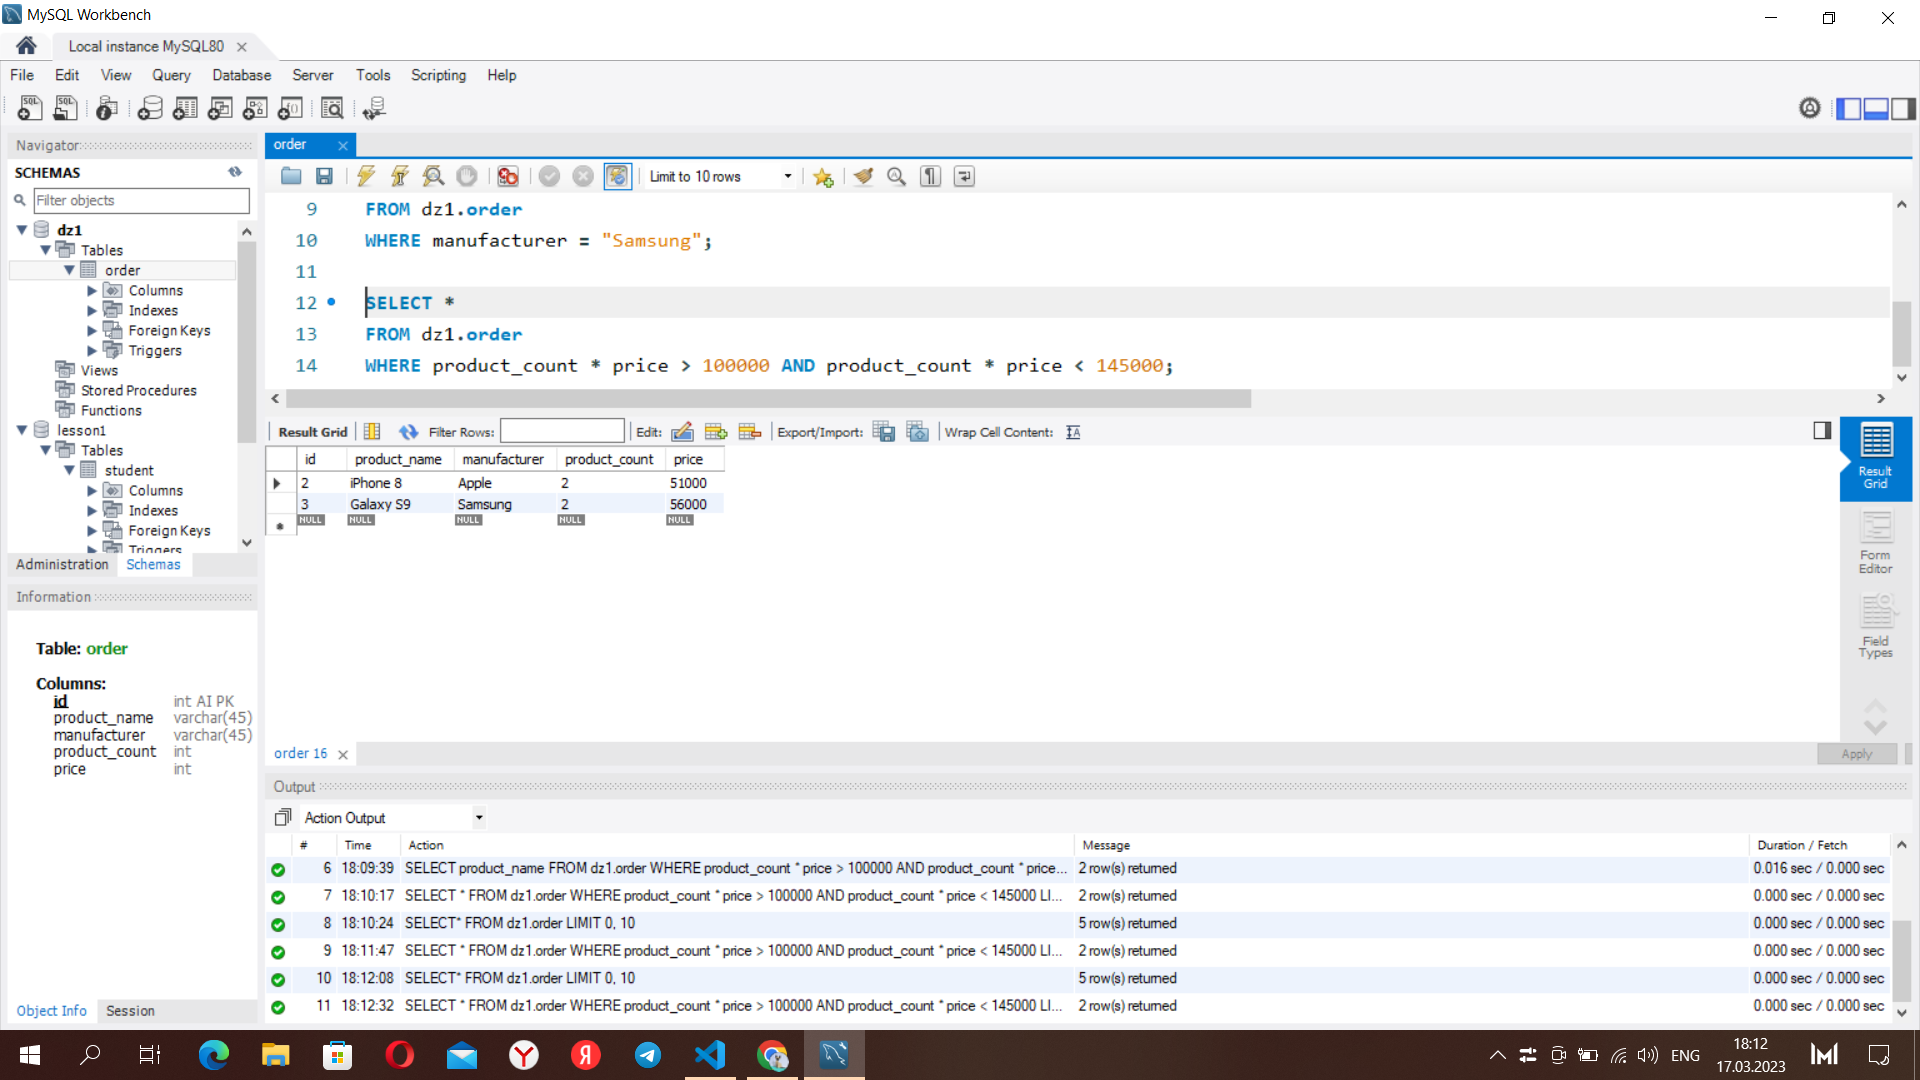 MySQL Workbench
Local instance MySQL80
File Edit View Query Database Server Tools Scripting Help
Navigator
order
SCHEMAS
Limit to 10 rows
Filter objects
dz1
Tables
order
Columns
Indexes
Foreign Keys
Triggers
Views
Stored Procedures
Functions
lesson1
Tables
student
Columns
Indexes
Foreign Keys
Triggers
Administration Schemas
9 FROM dz1.order
10 WHERE manufacturer = "Samsung";
11
12 SELECT *
13 FROM dz1.order
14 WHERE product_count * price > 100000 AND product_count * price < 145000;
Result Grid Filter Rows: Edit: Export/Import: Wrap Cell Content:
id product_name manufacturer product_count price
2 iPhone 8 Apple 2 51000
3 Galaxy S9 Samsung 2 56000
NULL NULL NULL NULL NULL
Result Grid
Form Editor
Field Types
Information
Table: order
Columns:
id int AI PK
product_name varchar(45)
manufacturer varchar(45)
product_count int
price int
order 16
Apply
Output
Action Output
# Time Action Message Duration / Fetch
6 18:09:39 SELECT product_name FROM dz1.order WHERE product_count * price > 100000 AND product_count * price... 2 row(s) returned 0.016 sec / 0.000 sec
7 18:10:17 SELECT * FROM dz1.order WHERE product_count * price > 100000 AND product_count * price < 145000 LI... 2 row(s) returned 0.000 sec / 0.000 sec
8 18:10:24 SELECT* FROM dz1.order LIMIT 0, 10 5 row(s) returned 0.000 sec / 0.000 sec
9 18:11:47 SELECT * FROM dz1.order WHERE product_count * price > 100000 AND product_count * price < 145000 LI... 2 row(s) returned 0.000 sec / 0.000 sec
10 18:12:08 SELECT* FROM dz1.order LIMIT 0, 10 5 row(s) returned 0.000 sec / 0.000 sec
11 18:12:32 SELECT * FROM dz1.order WHERE product_count * price > 100000 AND product_count * price < 145000 LI... 2 row(s) returned 0.000 sec / 0.000 sec
Object Info Session
ENG
18:12
17.03.2023